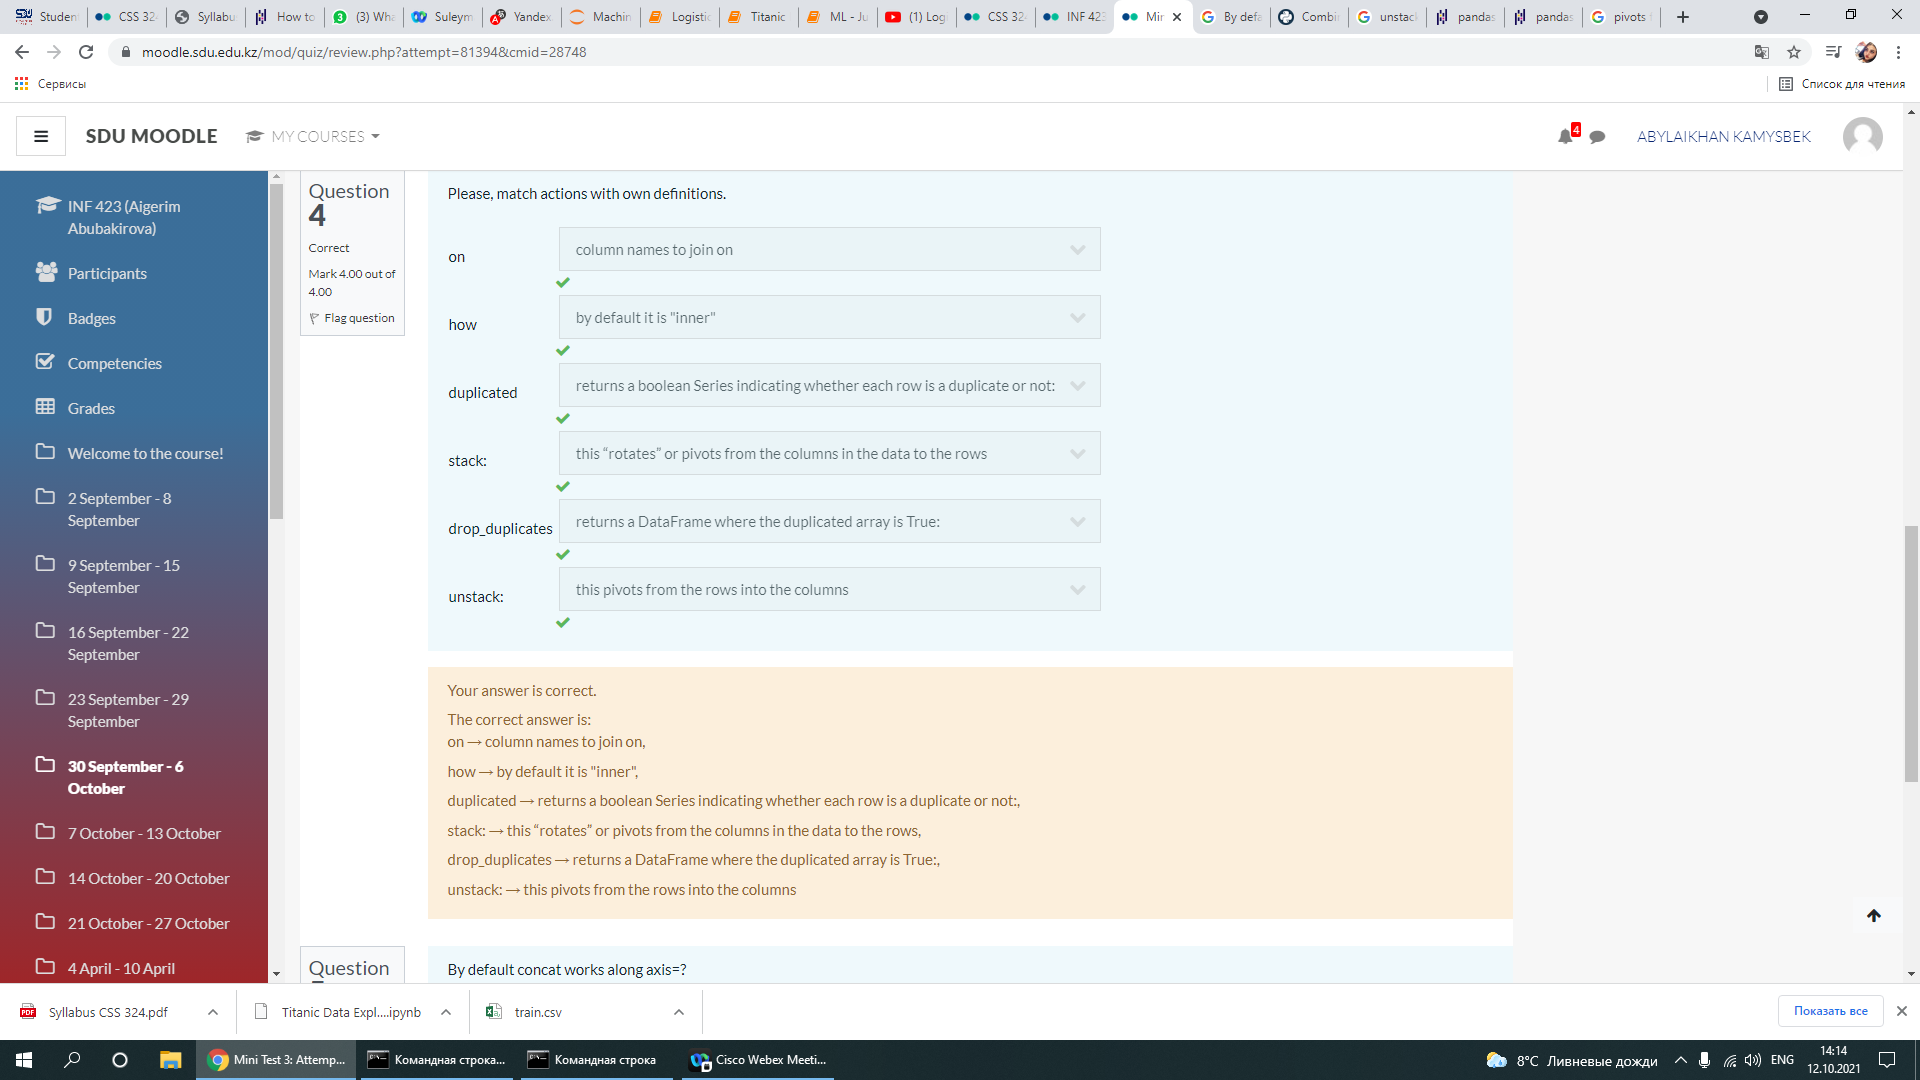 Student
CSS 324
Syllabu
How to
(3) Wha
Suleym
Yandex
Machin
Logistic
Titanic
ML - Ju
(1) Log
CSS 324
INF 423
Mir
By defa
Combi
unstack
pandas
pandas
pivots f
moodle.sdu.edu.kz/mod/quiz/review.php?attempt=81394&cmid=28748
Сервисы
Список для чтения
SDU MOODLE
MY COURSES
4
ABYLAIKHAN KAMYSBEK
INF 423 (Aigerim
Abubakirova)
Participants
Badges
Competencies
Grades
Welcome to the course!
2 September - 8
September
9 September - 15
September
16 September - 22
September
23 September - 29
September
30 September - 6
October
7 October - 13 October
14 October - 20 October
21 October - 27 October
4 April - 10 April
Question
4
Correct
Mark 4.00 out of
4.00
Flag question
Please, match actions with own definitions.
on
column names to join on
how
by default it is "inner"
duplicated
returns a boolean Series indicating whether each row is a duplicate or not:
stack:
this “rotates” or pivots from the columns in the data to the rows
drop_duplicates
returns a DataFrame where the duplicated array is True:
unstack:
this pivots from the rows into the columns
Your answer is correct.
The correct answer is:
on → column names to join on,
how → by default it is "inner",
duplicated → returns a boolean Series indicating whether each row is a duplicate or not:,
stack: → this “rotates” or pivots from the columns in the data to the rows,
drop_duplicates → returns a DataFrame where the duplicated array is True:,
unstack: → this pivots from the rows into the columns
Question
By default concat works along axis=?
Syllabus CSS 324.pdf
Titanic Data Expl....ipynb
train.csv
Показать все
Mini Test 3: Attemp...
Командная строка...
Командная строка
Cisco Webex Meeti...
8°C Ливневые дожди
ENG
14:14
12.10.2021